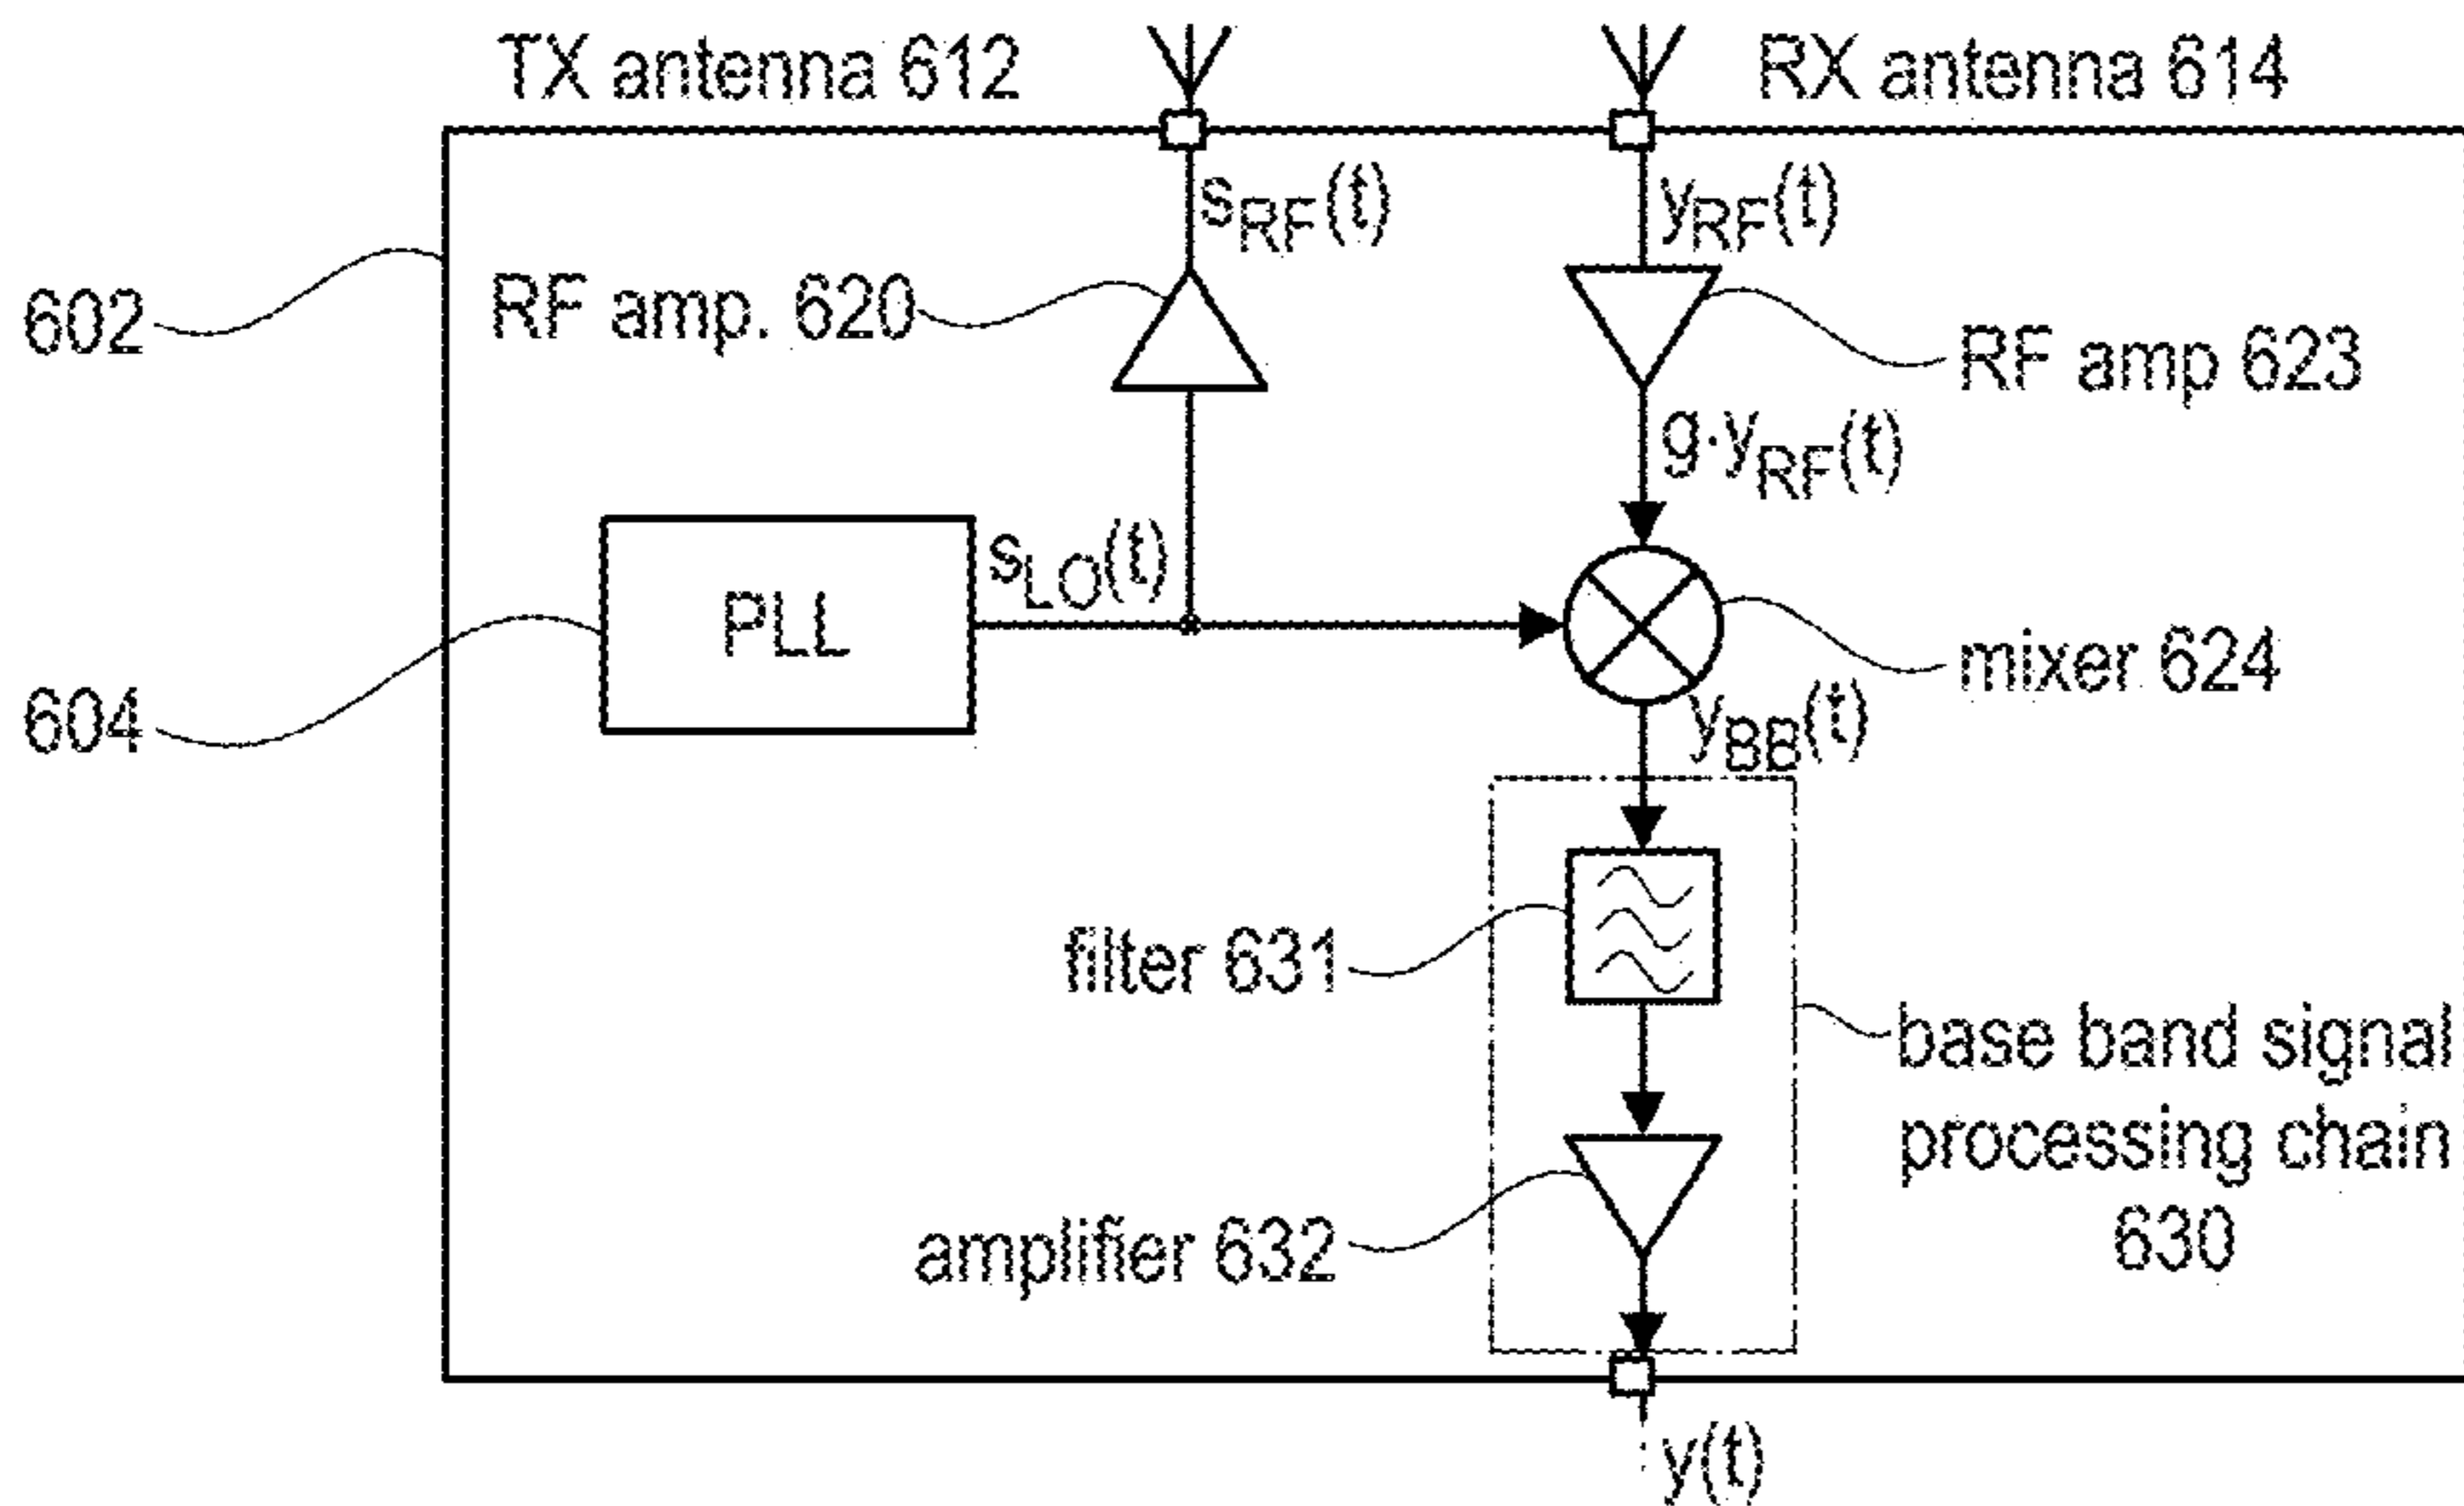 TX antenna 612
RX antenna 614
s_RF(t)
y_RF(t)
602
RF amp. 620
RF amp 623
g·y_RF(t)
s_LO(t)
PLL
mixer 624
604
y_BB(t)
filter 631
base band signal
processing chain
630
amplifier 632
y(t)